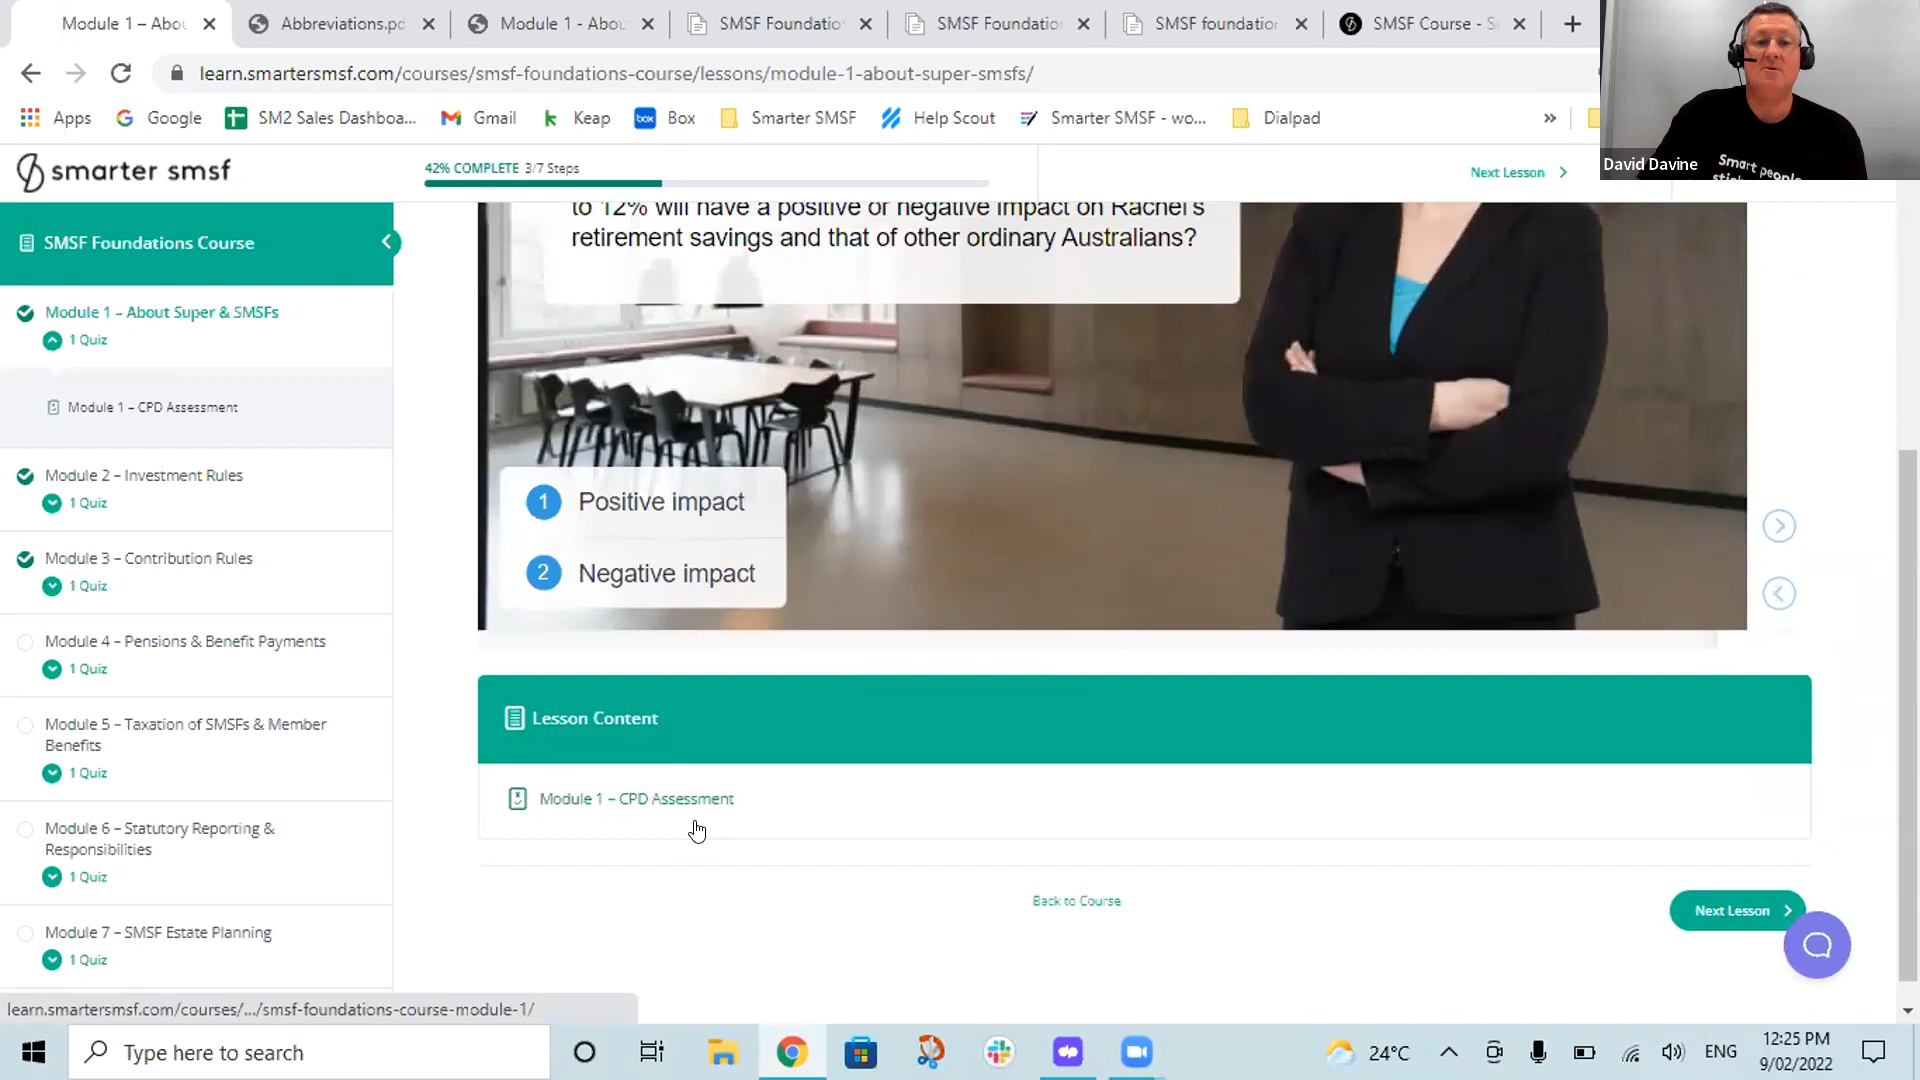 Module 1 – Abou
Abbreviations.pd
Module 1 - Abou
SMSF Foundatio
SMSF Foundation
SMSF foundation
SMSF Course - S
learn.smartersmsf.com/courses/smsf-foundations-course/lessons/module-1-about-super-smsfs/
Apps
Google
SM2 Sales Dashboa...
Gmail
Keap
box
Box
Smarter SMSF
Help Scout
Smarter SMSF - wo...
Dialpad
»
David Davine
Smart people
smarter smsf
42% COMPLETE 3/7 Steps
Next Lesson
SMSF Foundations Course
Module 1 – About Super & SMSFs
1 Quiz
Module 1 – CPD Assessment
Module 2 – Investment Rules
1 Quiz
Module 3 – Contribution Rules
1 Quiz
Module 4 – Pensions & Benefit Payments
1 Quiz
Module 5 – Taxation of SMSFs & Member
Benefits
1 Quiz
Module 6 – Statutory Reporting &
Responsibilities
1 Quiz
Module 7 – SMSF Estate Planning
1 Quiz
to 12% will have a positive or negative impact on Rachel's
retirement savings and that of other ordinary Australians?
1 Positive impact
2 Negative impact
Lesson Content
Module 1 – CPD Assessment
Back to Course
Next Lesson
learn.smartersmsf.com/courses/.../smsf-foundations-course-module-1/
Type here to search
24°C
ENG
12:25 PM
9/02/2022